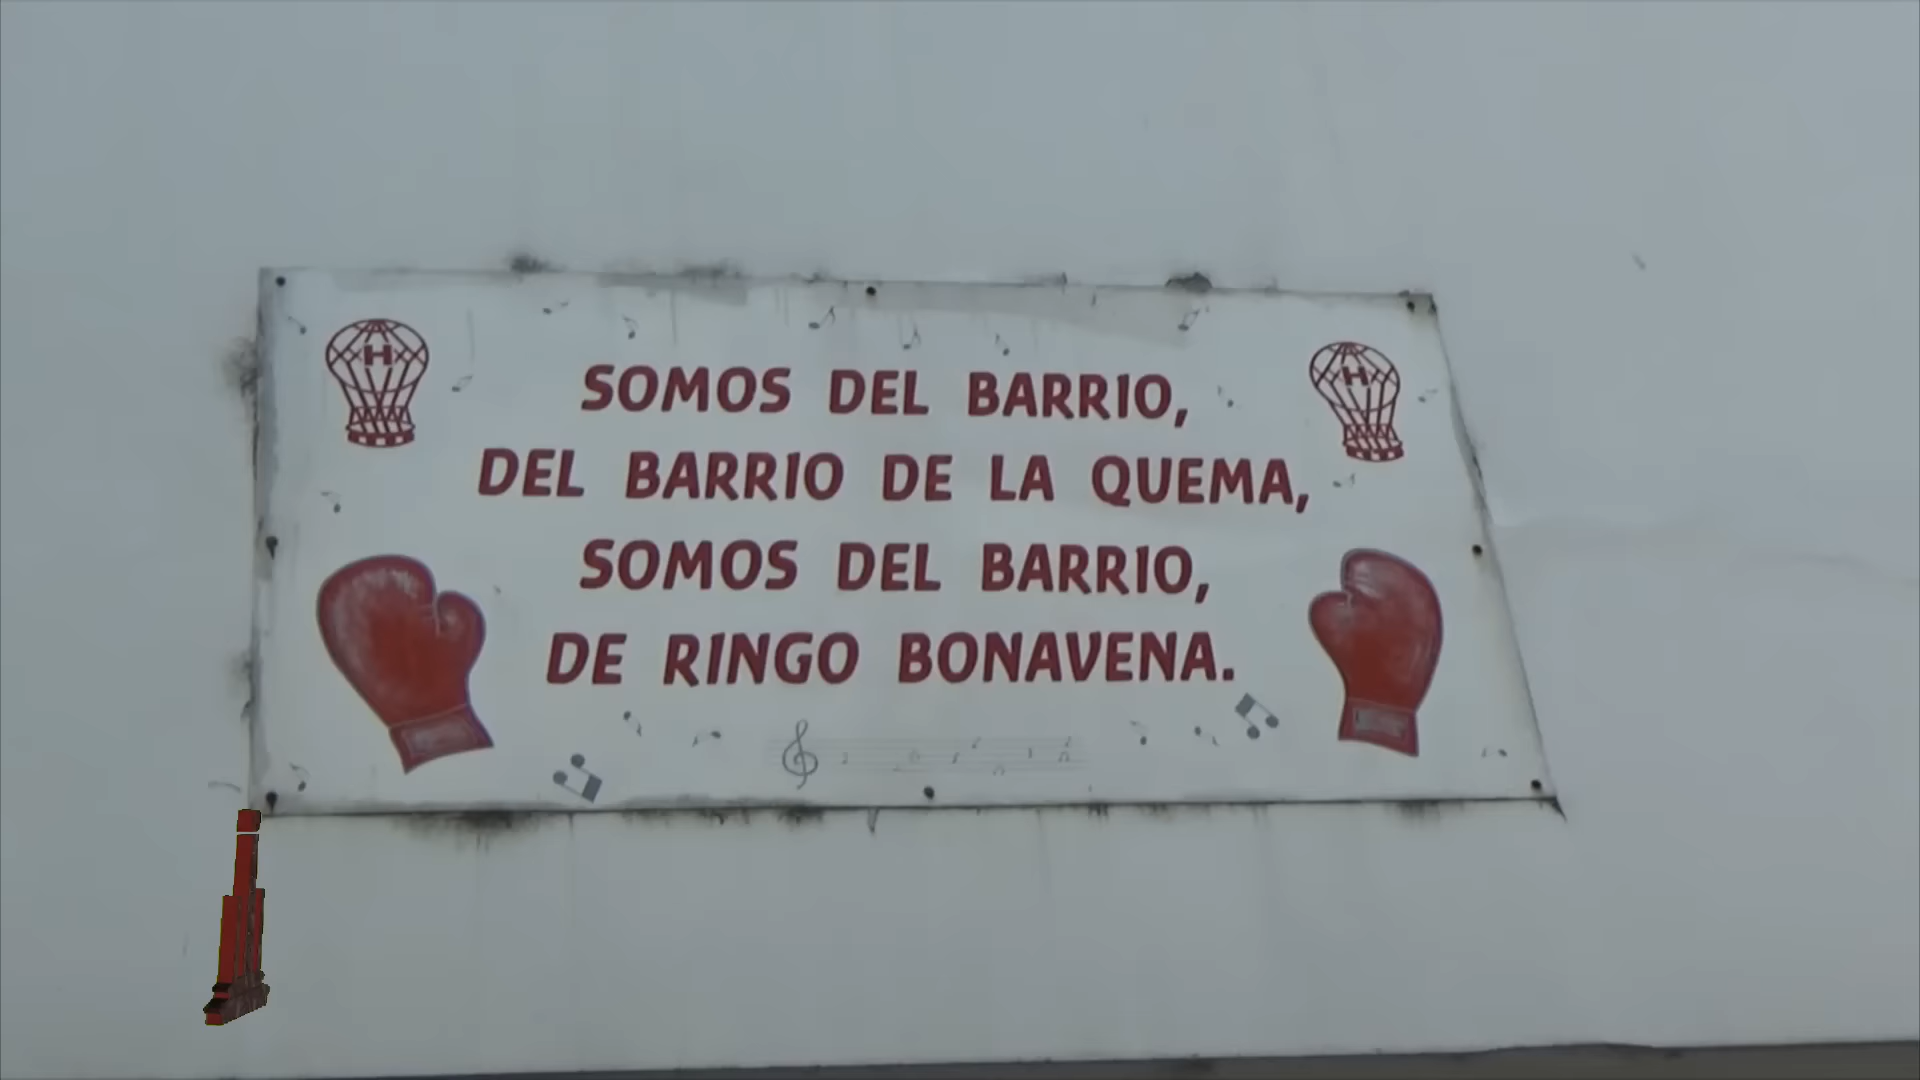 H H
SOMOS DEL BARRIO,
DEL BARRIO DE LA QUEMA,
SOMOS DEL BARRIO,
DE RINGO BONAVENA.